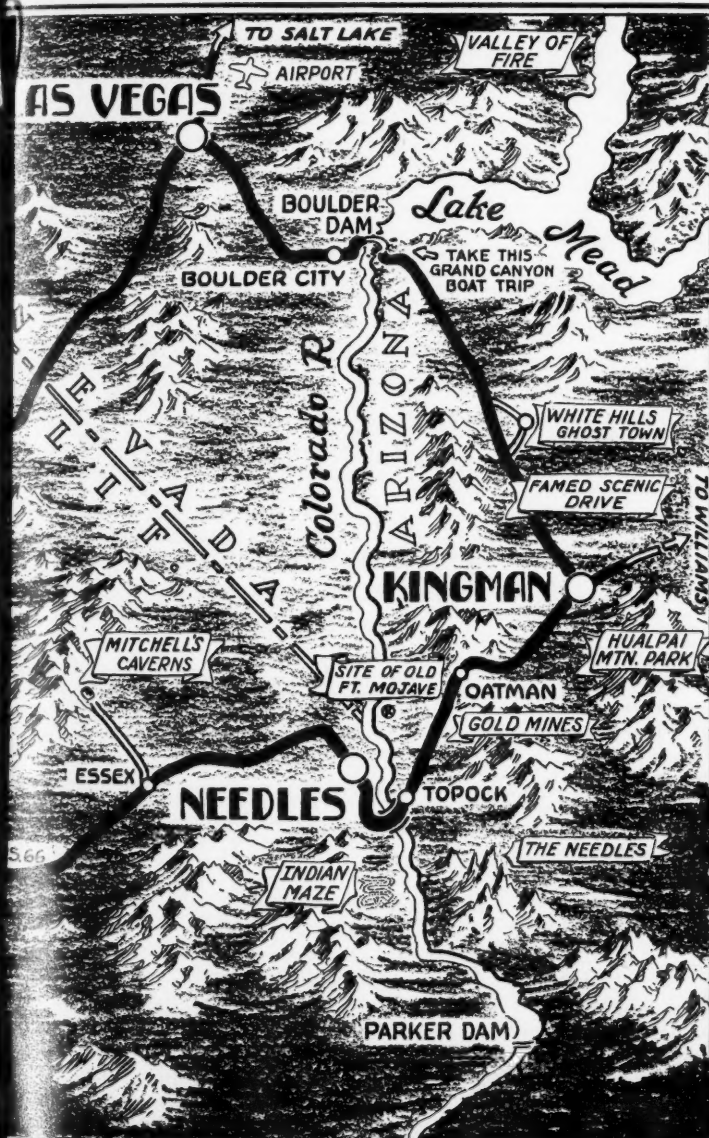 TO SALT LAKE
AIRPORT
VALLEY OF
FIRE
AS VEGAS
BOULDER
DAM
Lake
Mead
TAKE THIS
GRAND CANYON
BOAT TRIP
BOULDER CITY
NEVADA
CALIF.
Colorado R
ARIZONA
WHITE HILLS
GHOST TOWN
FAMED SCENIC
DRIVE
TO WILLIAMS
KINGMAN
HUALPAI
MTN. PARK
MITCHELL'S
CAVERNS
SITE OF OLD
FT. MOJAVE
OATMAN
GOLD MINES
ESSEX
NEEDLES
TOPOCK
S.66
THE NEEDLES
INDIAN
MAZE
PARKER DAM